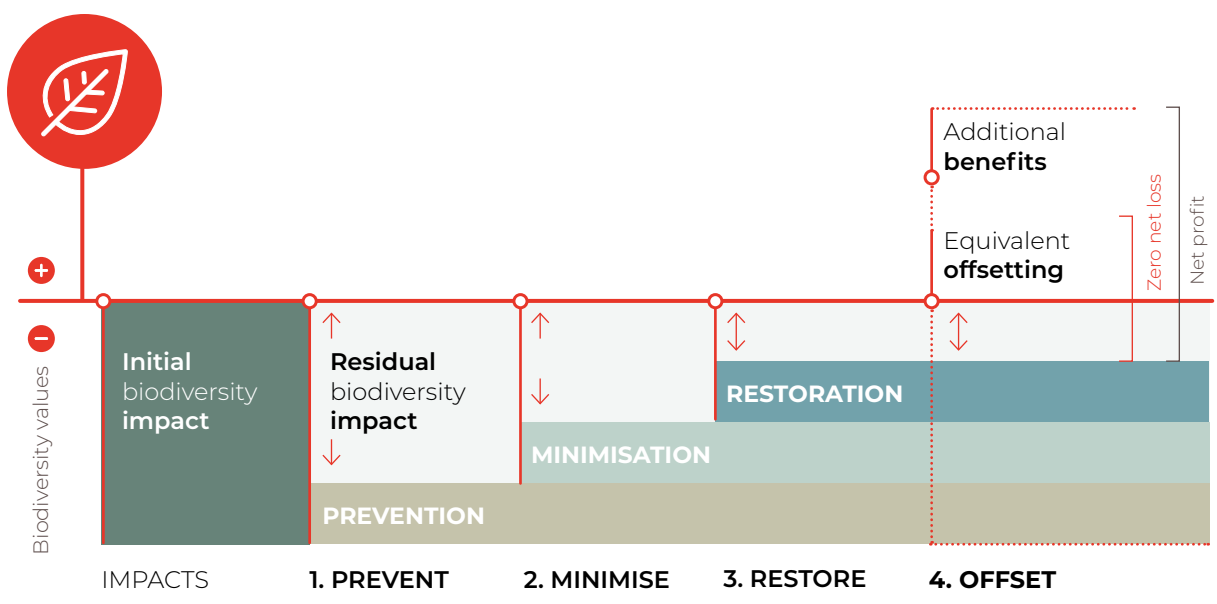 Additional
benefits
Equivalent
offsetting
Zero net loss
Net profit
+
−
Biodiversity values
Initial
biodiversity
impact
Residual
biodiversity
impact
RESTORATION
MINIMISATION
PREVENTION
IMPACTS
1. PREVENT
2. MINIMISE
3. RESTORE
4. OFFSET